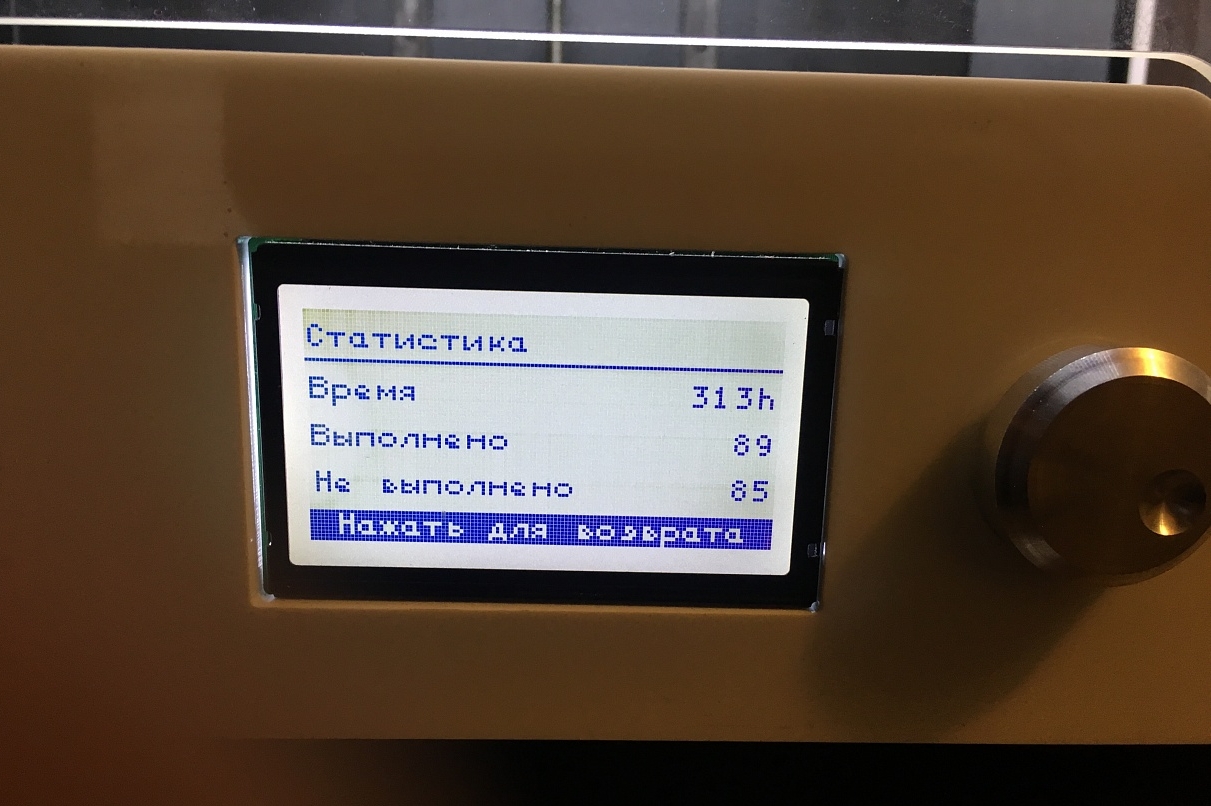 Статистика
Время 313h
Выполнено 89
Не выполнено 85
Нажать для возврата